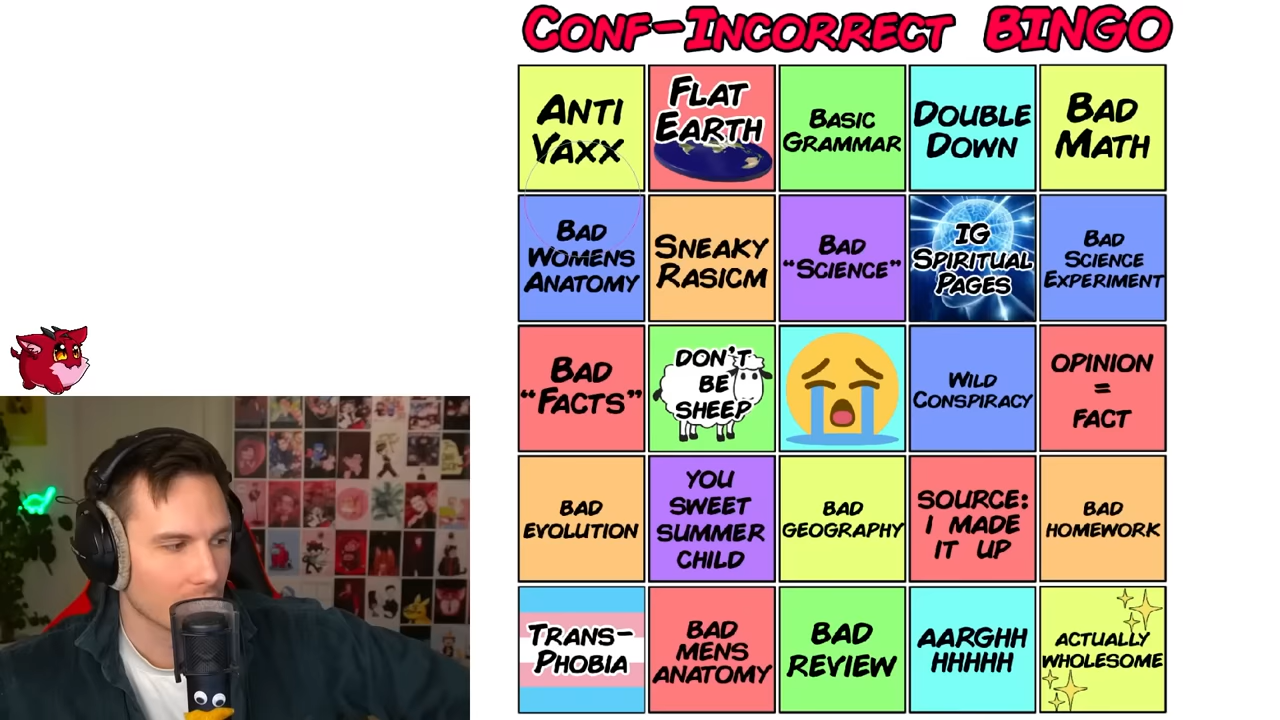 CONF-INCORRECT BINGO
ANTI
VAXX
FLAT
EARTH
BASIC
GRAMMAR
DOUBLE
DOWN
BAD
MATH
BAD
WOMENS
ANATOMY
SNEAKY
RASICM
BAD
“SCIENCE”
IG
SPIRITUAL
PAGES
BAD
SCIENCE
EXPERIMENT
BAD
“FACTS”
DON'T
BE
SHEEP
WILD
CONSPIRACY
OPINION
=
FACT
BAD
EVOLUTION
YOU
SWEET
SUMMER
CHILD
BAD
GEOGRAPHY
SOURCE:
I MADE
IT UP
BAD
HOMEWORK
TRANS-
PHOBIA
BAD
MENS
ANATOMY
BAD
REVIEW
AARGHH
HHHHH
ACTUALLY
WHOLESOME